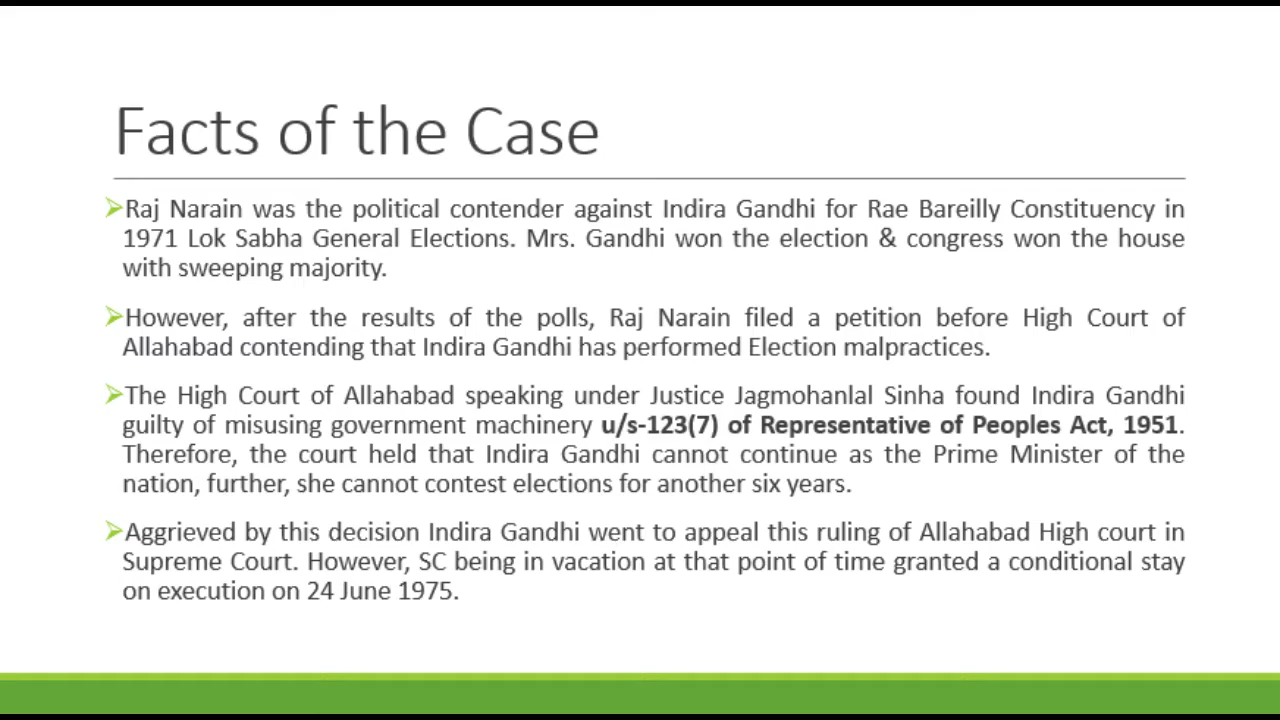 Facts of the Case
➢Raj Narain was the political contender against Indira Gandhi for Rae Bareilly Constituency in
1971 Lok Sabha General Elections. Mrs. Gandhi won the election & congress won the house
with sweeping majority.
➢However, after the results of the polls, Raj Narain filed a petition before High Court of
Allahabad contending that Indira Gandhi has performed Election malpractices.
➢The High Court of Allahabad speaking under Justice Jagmohanlal Sinha found Indira Gandhi
guilty of misusing government machinery u/s-123(7) of Representative of Peoples Act, 1951.
Therefore, the court held that Indira Gandhi cannot continue as the Prime Minister of the
nation, further, she cannot contest elections for another six years.
➢Aggrieved by this decision Indira Gandhi went to appeal this ruling of Allahabad High court in
Supreme Court. However, SC being in vacation at that point of time granted a conditional stay
on execution on 24 June 1975.